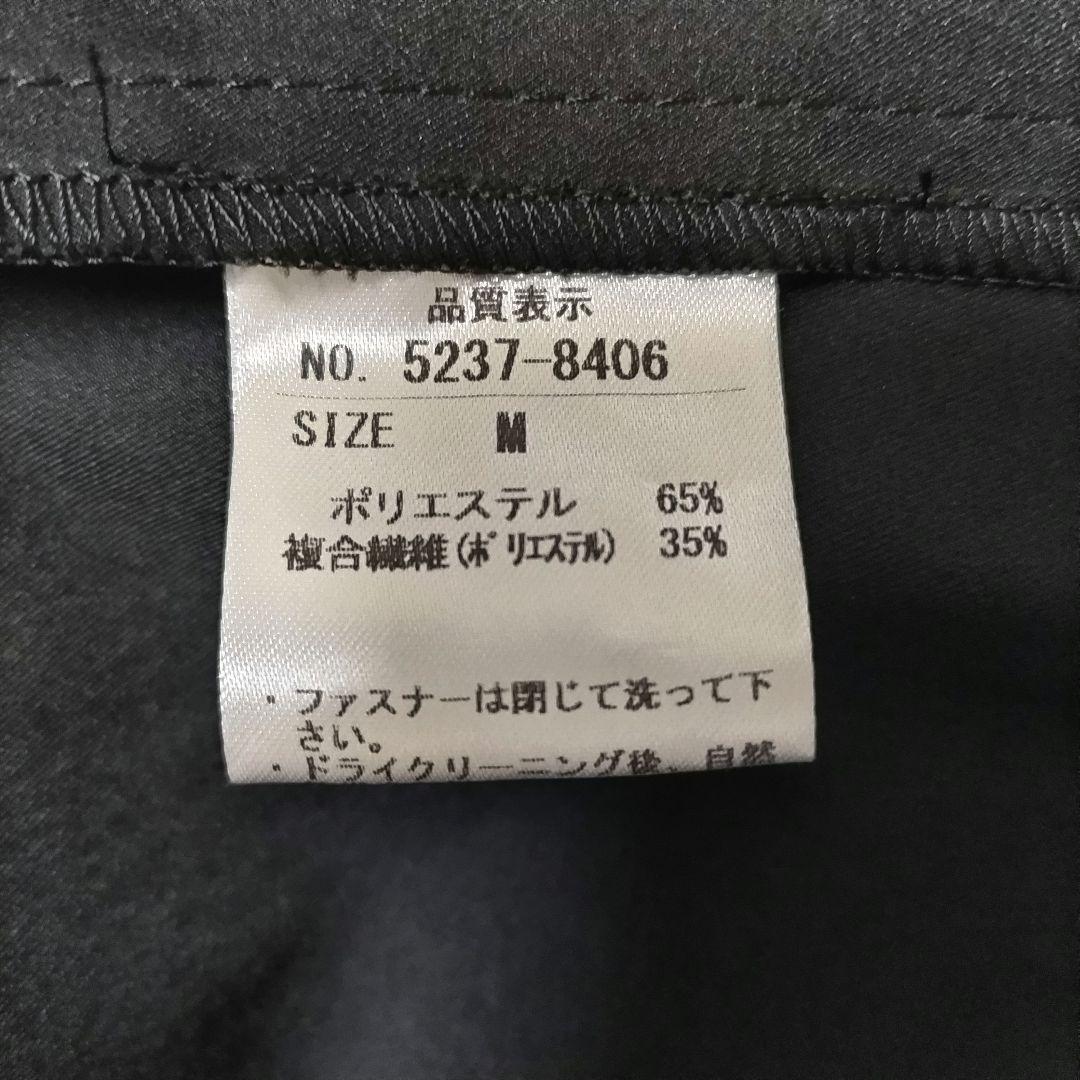 品質表示
NO. 5237-8406
SIZE M
ポリエステル 65%
複合繊維(ポリエステル) 35%
・ファスナーは閉じて洗って下
さい。
・ドライクリーニング後、自然